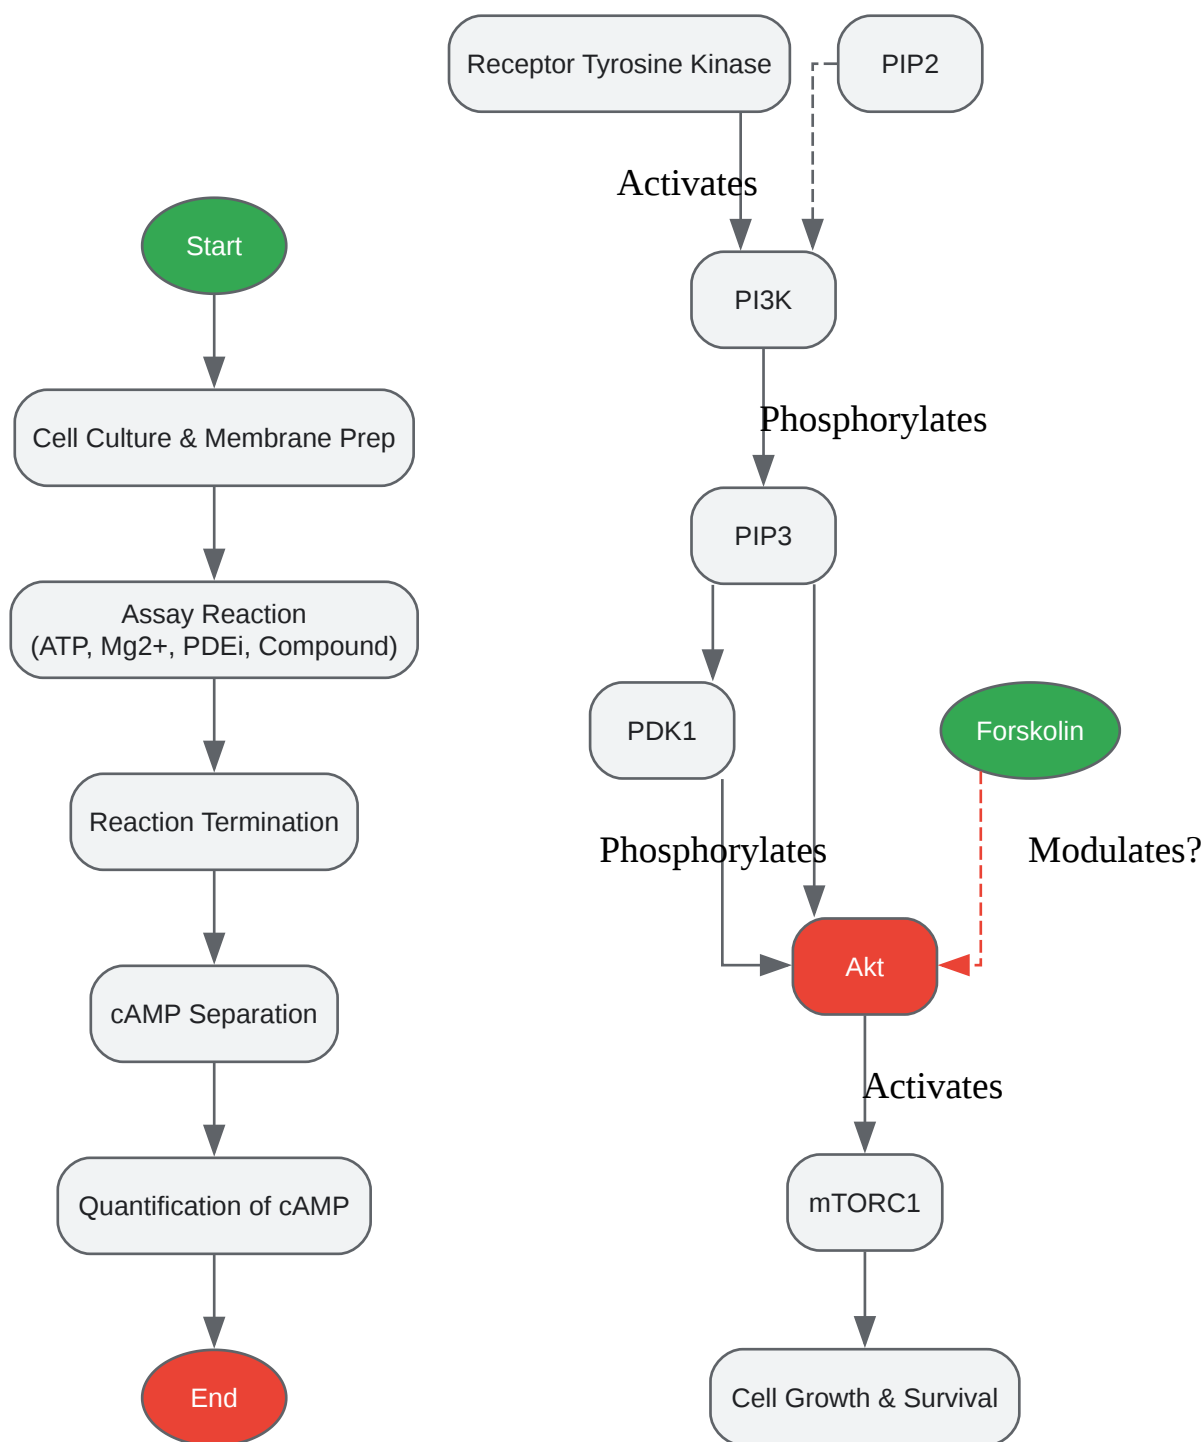 Start
Cell Culture & Membrane Prep
Assay Reaction
(ATP, Mg2+, PDEi, Compound)
Reaction Termination
cAMP Separation
Quantification of cAMP
End
Receptor Tyrosine Kinase
PIP2
Activates
PI3K
Phosphorylates
PIP3
PDK1
Forskolin
Phosphorylates
Modulates?
Akt
Activates
mTORC1
Cell Growth & Survival